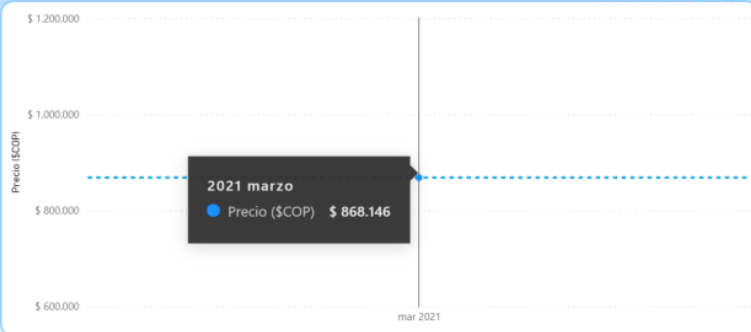 $ 1.200.000
$ 1.000.000
Precio ($COP)
2021 marzo
Precio ($COP) $ 868.146
$ 800.000
$ 600.000
mar 2021